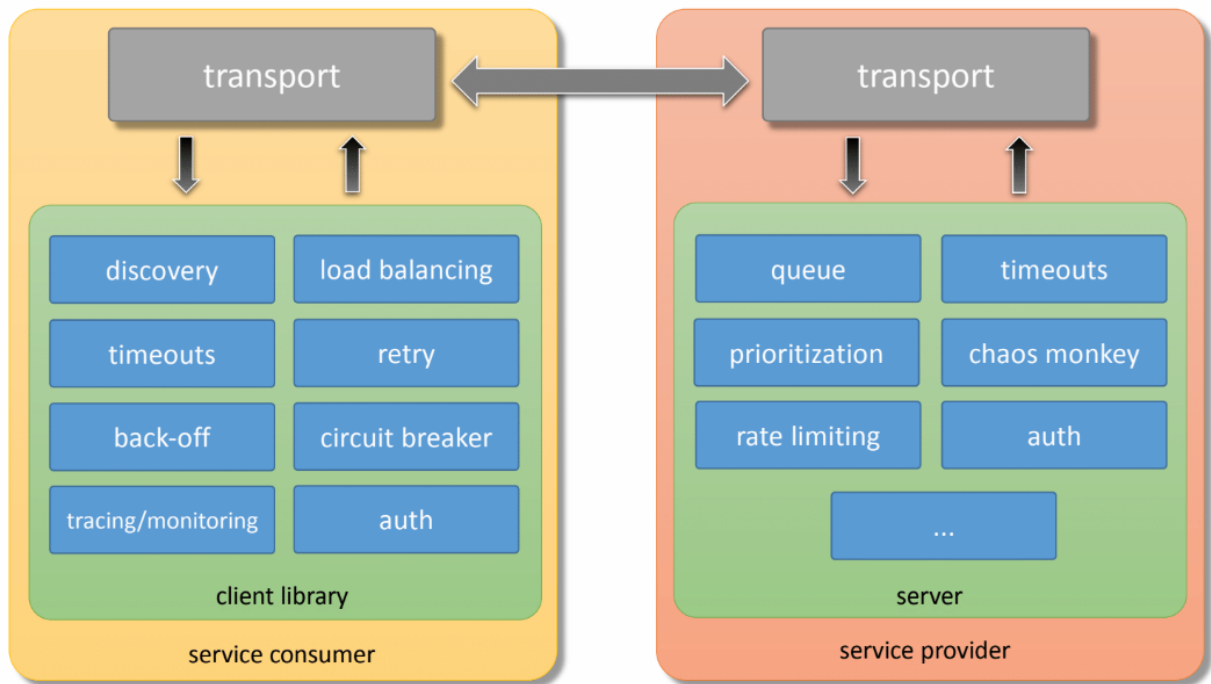 transport
transport
discovery
load balancing
timeouts
retry
back-off
circuit breaker
tracing/monitoring
auth
client library
service consumer
queue
timeouts
prioritization
chaos monkey
rate limiting
auth
...
server
service provider